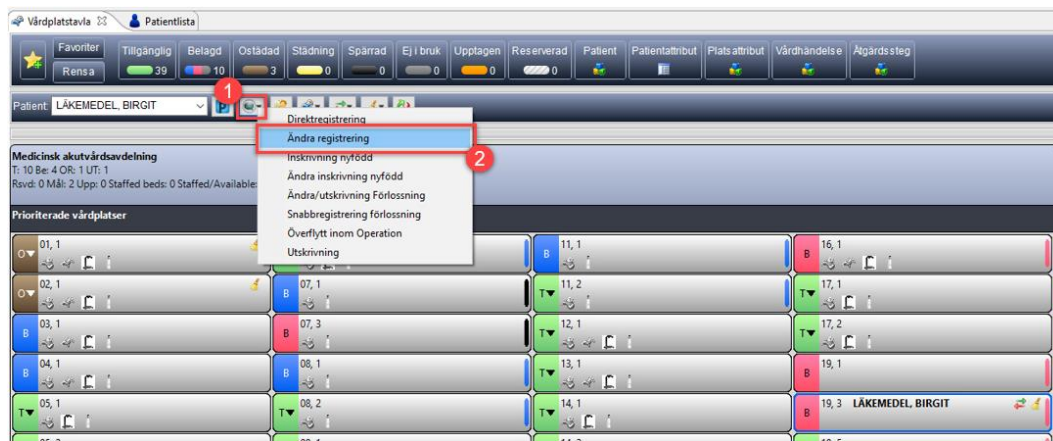 Vårdplatstavla Patientlista
Favoriter Tillgänglig Belagd Ostädad Städning Spärrad Ej i bruk Upptagen Reserverad Patient Patientattribut Platsattribut Vårdhändelse Åtgärdssteg
Rensa 39 10 3 0 0 0 0 0
1
Patient: LÄKEMEDEL, BIRGIT P
Direktregistrering
Ändra registrering
2
Inskrivning nyfödd
Ändra inskrivning nyfödd
Ändra/utskrivning Förlossning
Snabbregistrering förlossning
Överflytt inom Operation
Utskrivning
Medicinsk akutvårdsavdelning
T: 10 Be: 4 OR: 1 UT: 1
Rsvd: 0 Mål: 2 Upp: 0 Staffed beds: 0 Staffed/Available:
Prioriterade vårdplatser
O 01, 1 B 11, 1 B 16, 1
O 02, 1 B 07, 1 T 11, 2 T 17, 1
B 03, 1 B 07, 3 T 12, 1 T 17, 2
B 04, 1 B 08, 1 T 13, 1 B 19, 1
T 05, 1 T 08, 2 T 14, 1 B 19, 3 LÄKEMEDEL, BIRGIT